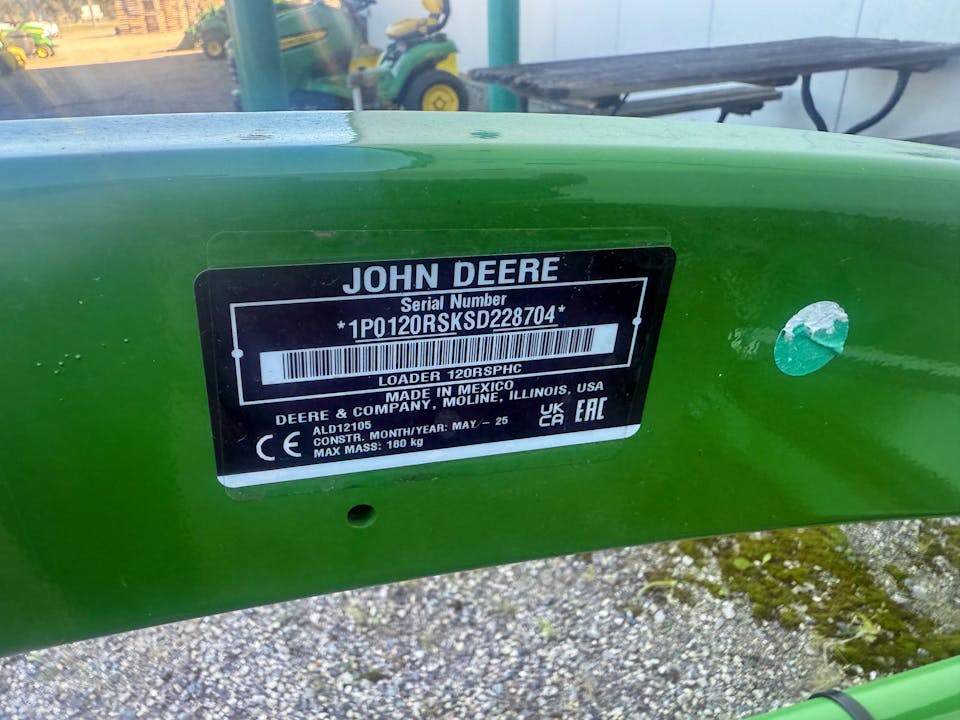 JOHN DEERE
Serial Number
*1P0120RSKSD228704*
LOADER 120RSPHC
MADE IN MEXICO
DEERE & COMPANY, MOLINE, ILLINOIS, USA
ALD12105
CONSTR. MONTH/YEAR: MAY - 25
MAX MASS: 180 kg
CE
UK
CA
EAC